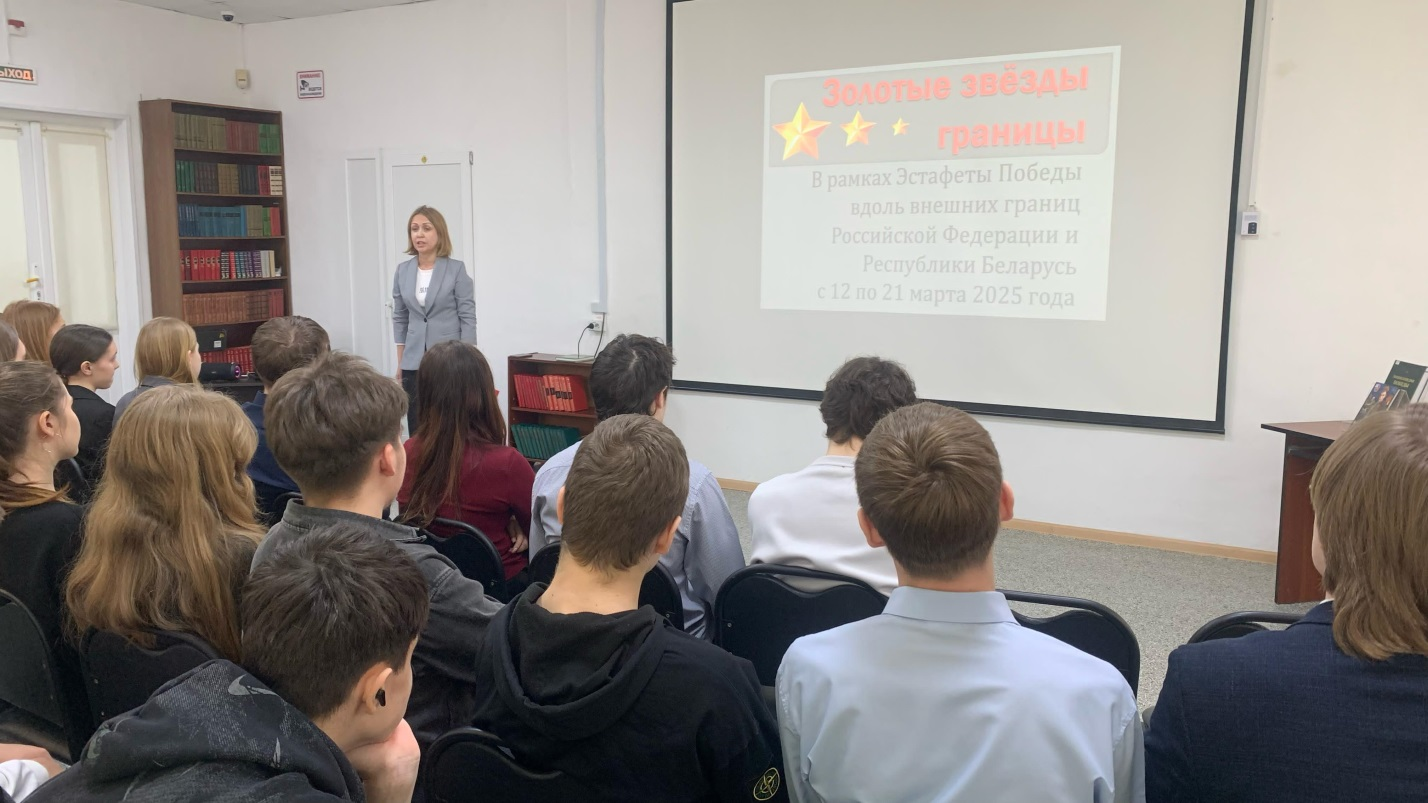 ЫХОД
Золотые звёзды
границы
В рамках Эстафеты Победы
вдоль внешних границ
Российской Федерации и
Республики Беларусь
с 12 по 21 марта 2025 года